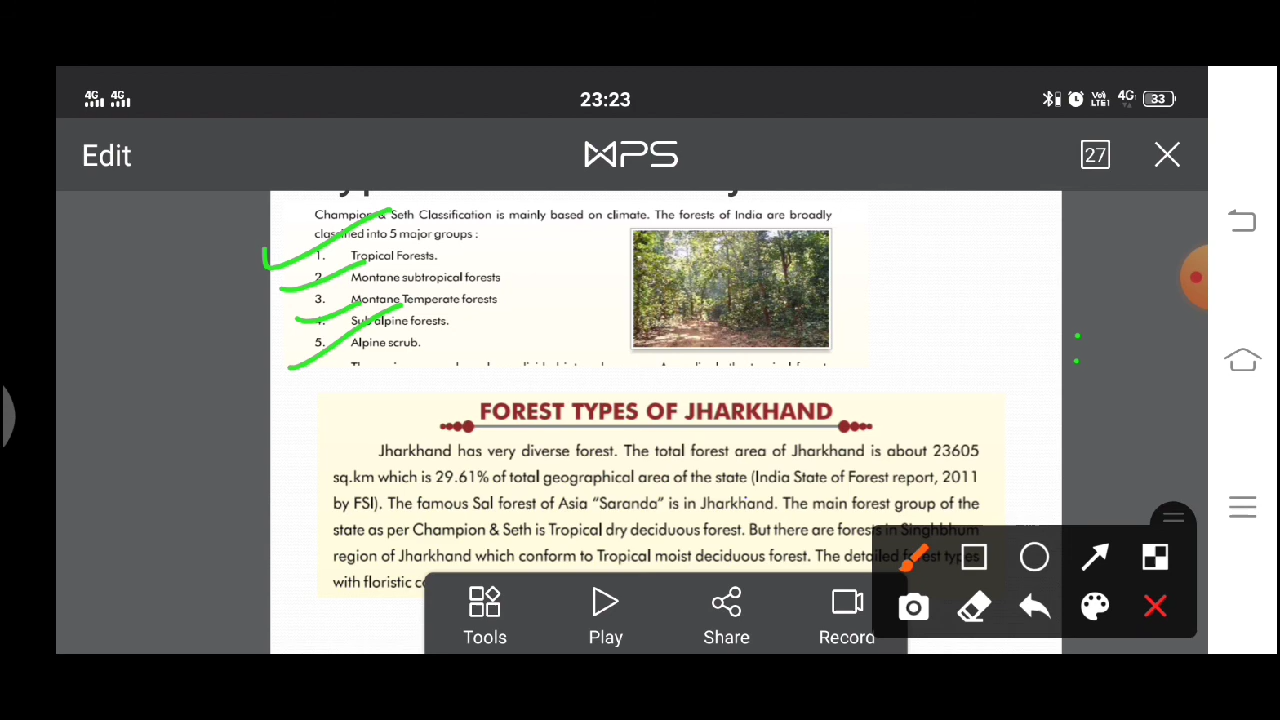 4G 4G 23:23 VoLTE1 4G 33
Edit WPS 27
Champion & Seth Classification is mainly based on climate. The forests of India are broadly
classified into 5 major groups :
1. Tropical Forests.
2. Montane subtropical forests
3. Montane Temperate forests
4. Sub alpine forests.
5. Alpine scrub.
FOREST TYPES OF JHARKHAND
Jharkhand has very diverse forest. The total forest area of Jharkhand is about 23605
sq.km which is 29.61% of total geographical area of the state (India State of Forest report, 2011
by FSI). The famous Sal forest of Asia “Saranda” is in Jharkhand. The main forest group of the
state as per Champion & Seth is Tropical dry deciduous forest. But there are forests in Singhbhum
region of Jharkhand which conform to Tropical moist deciduous forest. The detailed forest types
with floristic
Tools Play Share Record